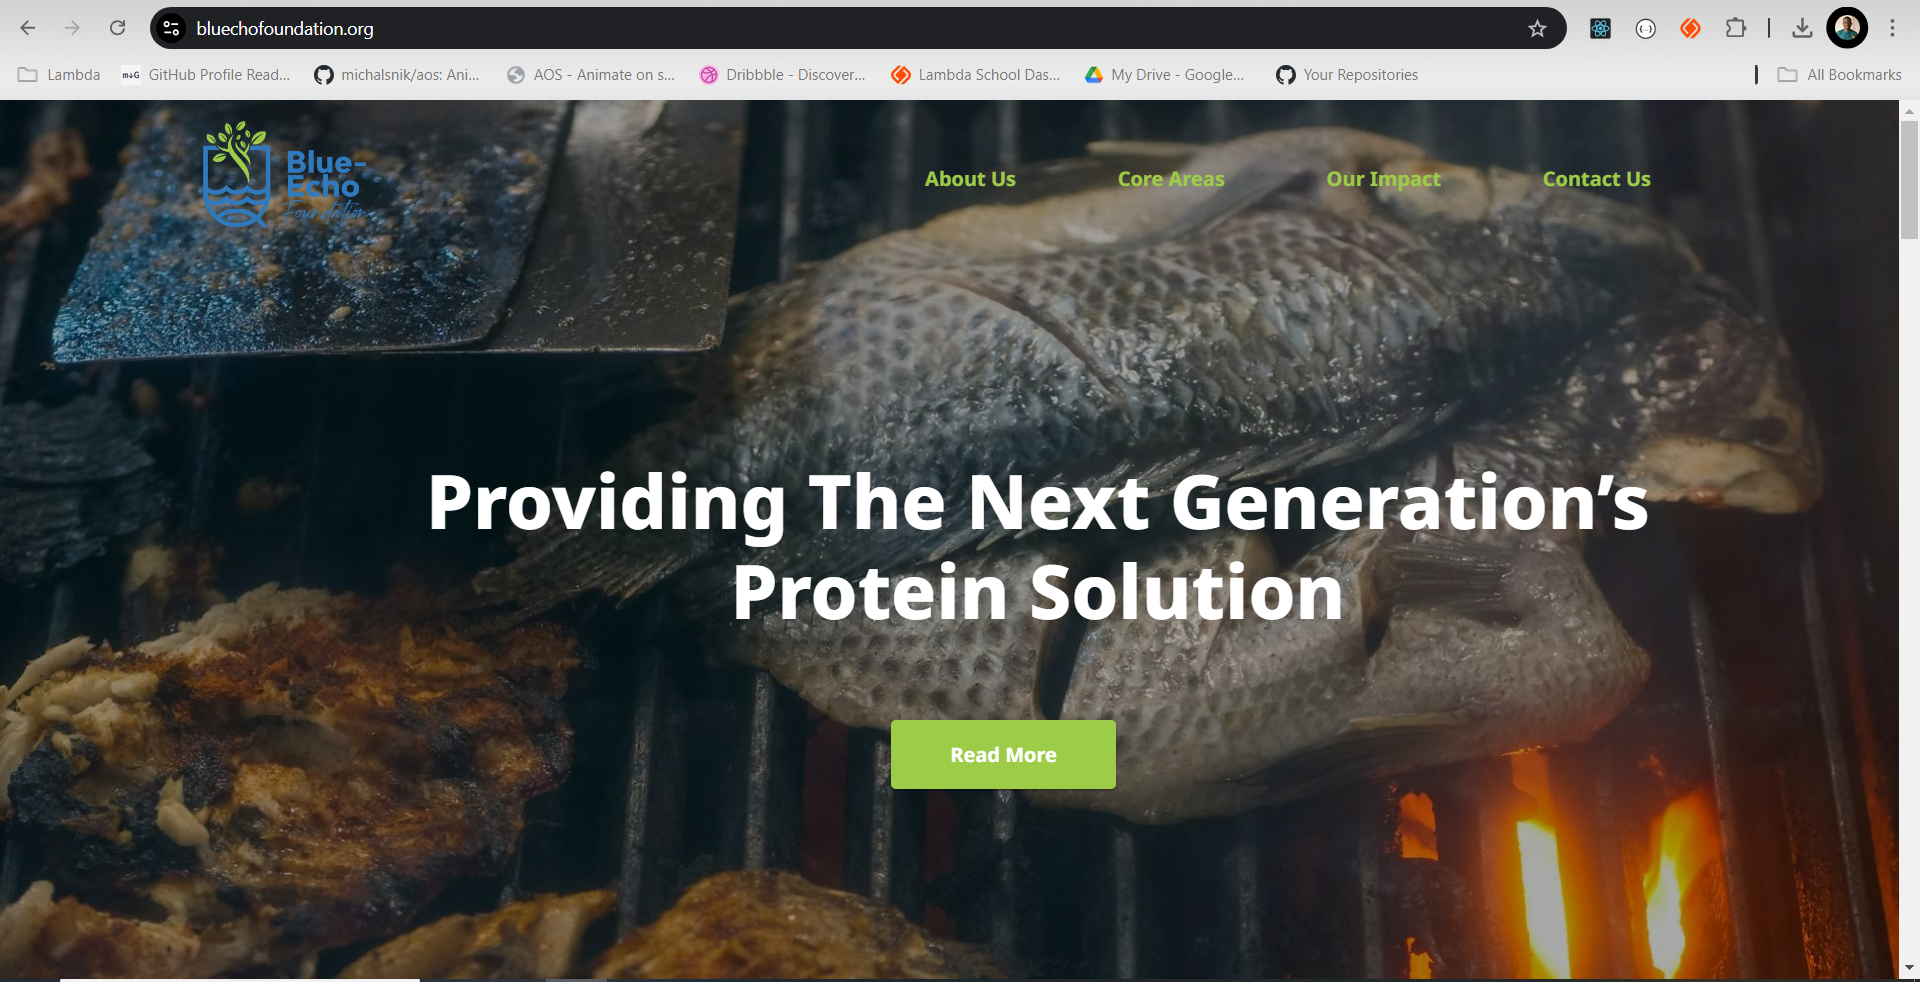 bluechofoundation.org
Lambda
GitHub Profile Read...
michalsnik/aos: Ani...
AOS - Animate on s...
Dribbble - Discover...
Lambda School Das...
My Drive - Google...
Your Repositories
All Bookmarks
Blue-
Echo
Foundation
About Us
Core Areas
Our Impact
Contact Us
Providing The Next Generation’s
Protein Solution
Read More